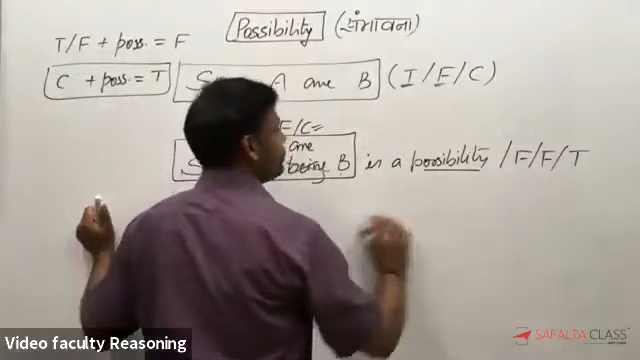 Possibility (संभावना)
T/F + poss. = F
C + poss. = T
A are B (I/E/C)
F/C=
are
being B is a possibility / F/F/T
SAFALTA CLASS
Video faculty Reasoning